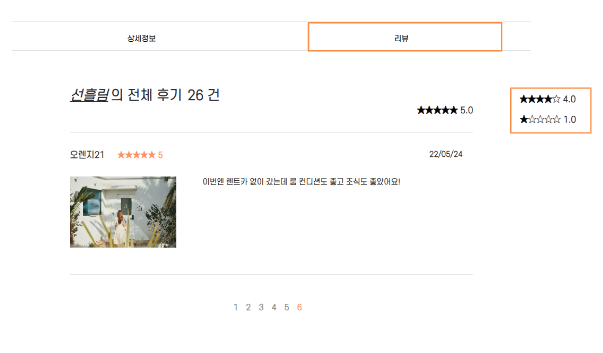 상세정보
리뷰
선흘림의 전체 후기 26 건
★★★★★ 5.0
★★★★☆ 4.0
★☆☆☆☆ 1.0
오렌지21 ★★★★★ 5 22/05/24
이번엔 렌트카 없이 갔는데 룸 컨디션도 좋고 조식도 좋았어요!
1 2 3 4 5 6